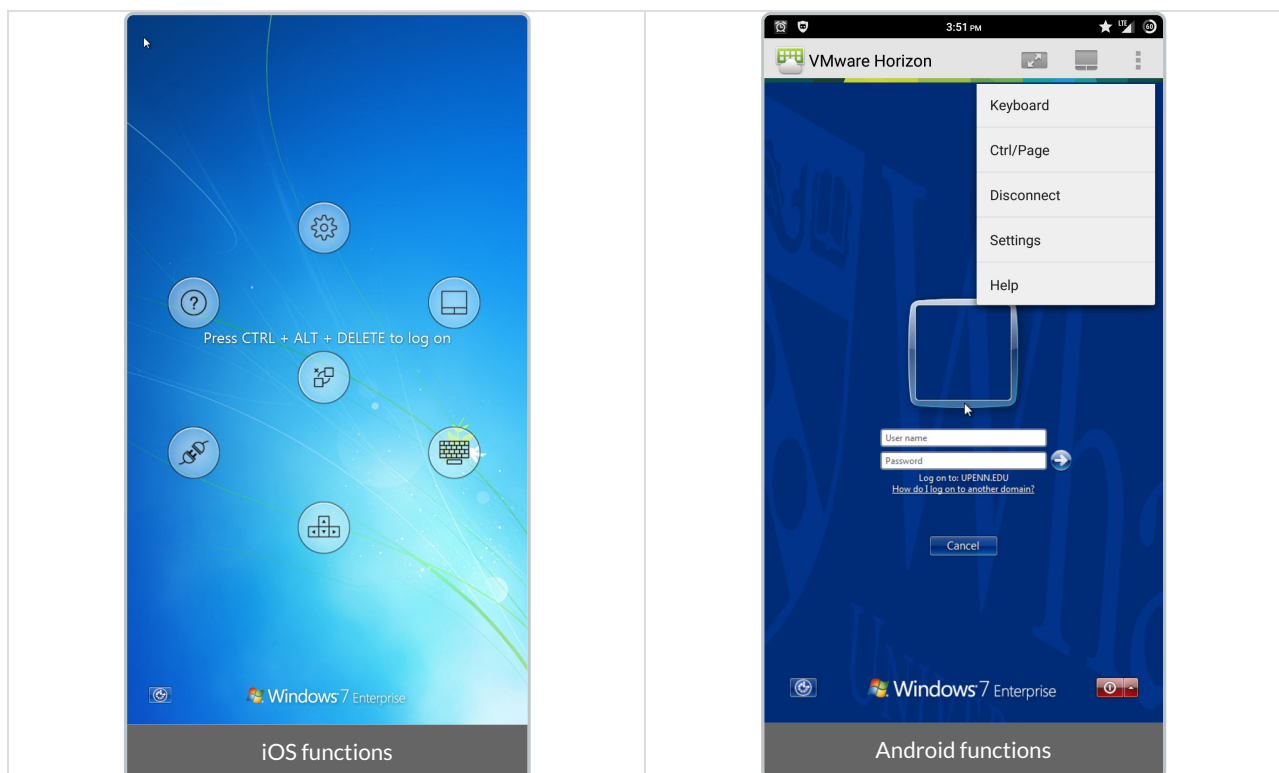 ?
Press CTRL + ALT + DELETE to log on
Windows 7 Enterprise
iOS functions
3:51 PM
LTE
60
VMware Horizon
Keyboard
Ctrl/Page
Disconnect
Settings
Help
User name
Password
Log on to: UPENN.EDU
How do I log on to another domain?
Cancel
Windows 7 Enterprise
Android functions